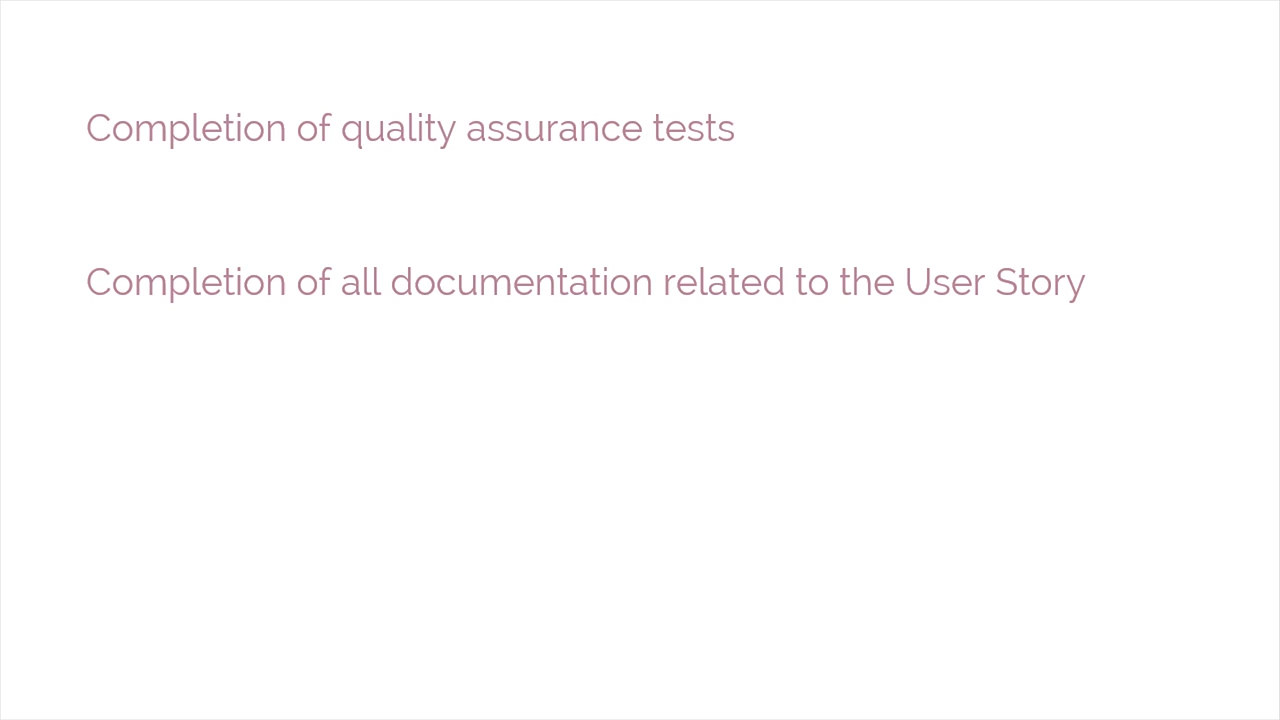 Completion of quality assurance tests
Completion of all documentation related to the User Story